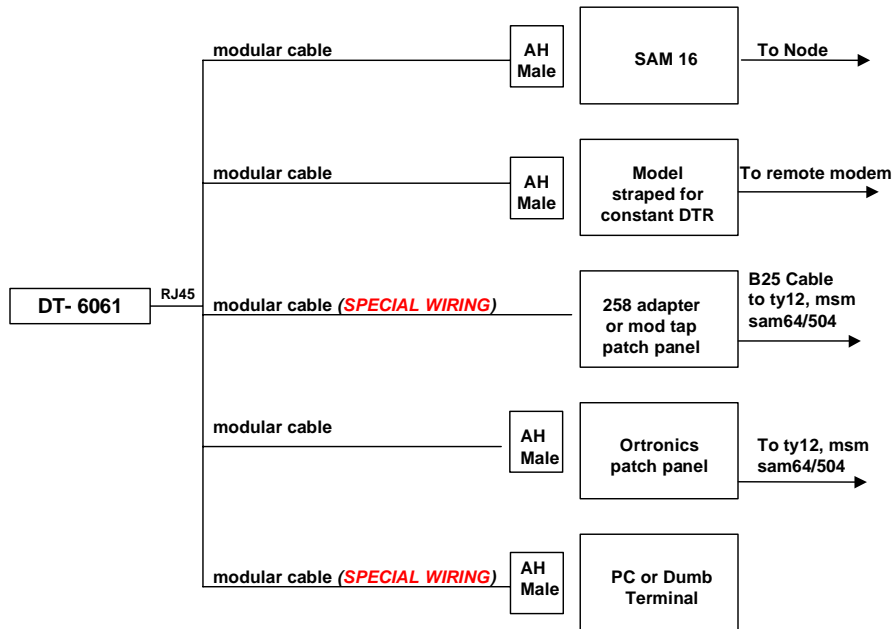 modular cable
AH
Male
SAM 16
To Node
modular cable
AH
Male
Model
straped for
constant DTR
To remote modem
DT- 6061
RJ45
modular cable (SPECIAL WIRING)
258 adapter
or mod tap
patch panel
B25 Cable
to ty12, msm
sam64/504
modular cable
AH
Male
Ortronics
patch panel
To ty12, msm
sam64/504
modular cable (SPECIAL WIRING)
AH
Male
PC or Dumb
Terminal